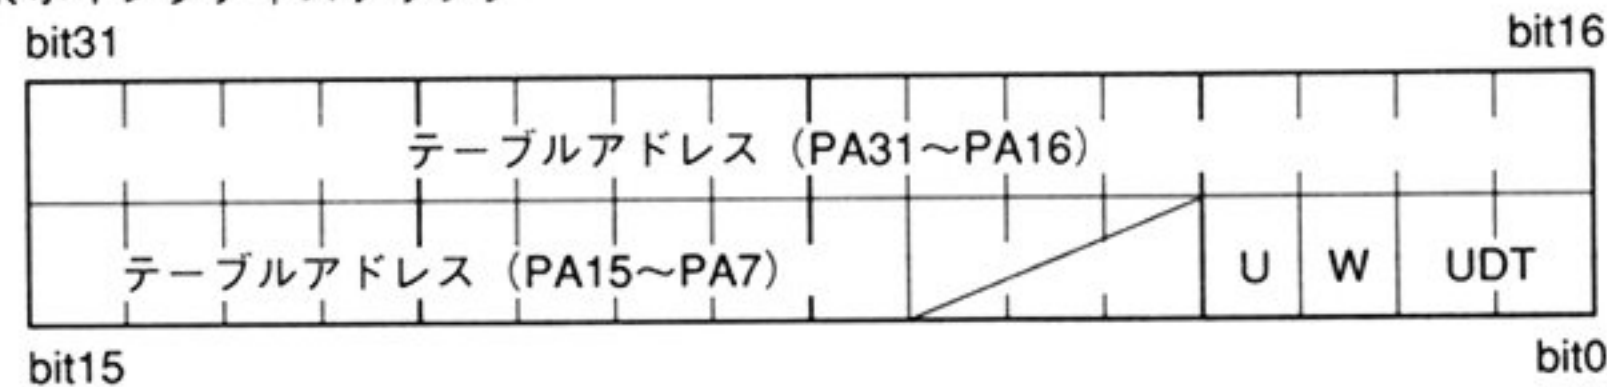 bit31 bit16
テーブルアドレス（PA31～PA16）
テーブルアドレス（PA15～PA7） U W UDT
bit15 bit0